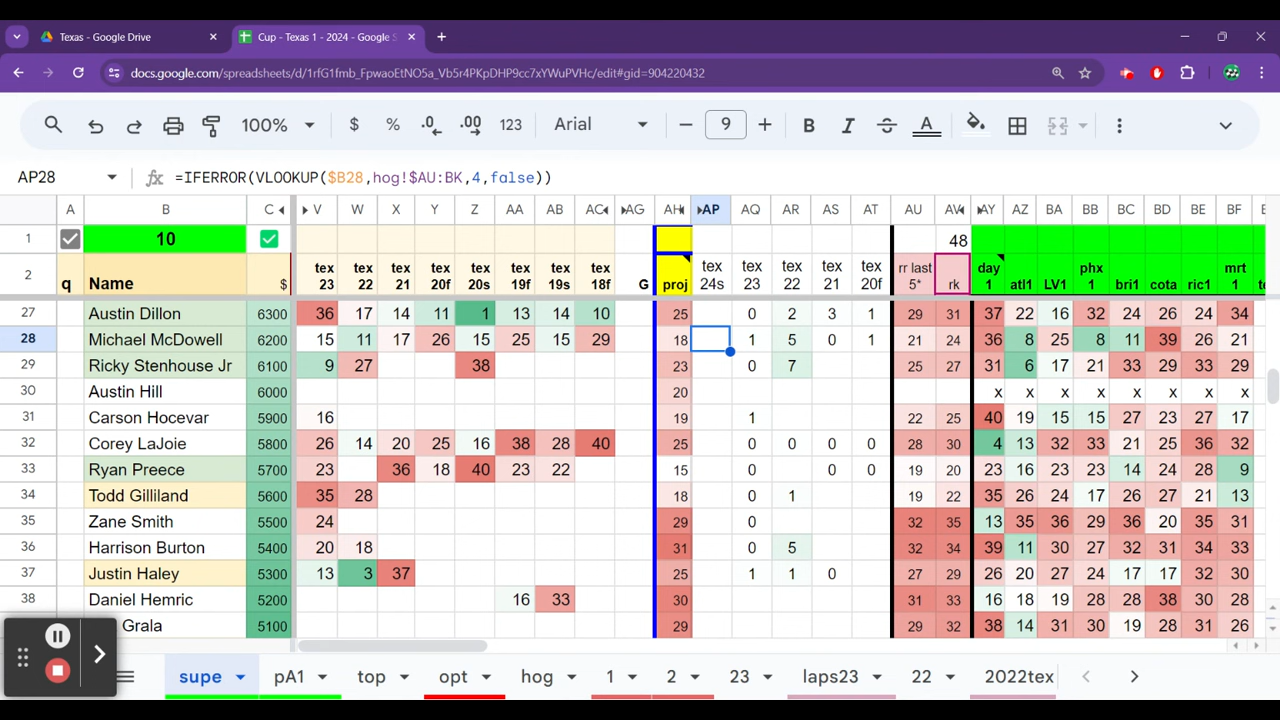 Texas - Google Drive
Cup - Texas 1 - 2024 - Google S
docs.google.com/spreadsheets/d/1rfG1fmb_FpwaoEtNO5a_Vb5r4PKpDHP9cc7xYWuPVHc/edit#gid=904220432
100% $ % .0 .00 123 Arial 9 B I S A
AP28 fx =IFERROR(VLOOKUP($B28,hog!$AU:BK,4,false))
A B C V W X Y Z AA AB AC AG AH AP AQ AR AS AT AU AV AY AZ BA BB BC BD BE BF
1 10 48
2 q Name $ tex 23 tex 22 tex 21 tex 20f tex 20s tex 19f tex 19s tex 18f G proj tex 24s tex 23 tex 22 tex 21 tex 20f rr last 5* rk day 1 atl1 LV1 phx 1 bri1 cota ric1 mrt 1
27 Austin Dillon 6300 36 17 14 11 1 13 14 10 25 0 2 3 1 29 31 37 22 16 32 24 26 24 34
28 Michael McDowell 6200 15 11 17 26 15 25 15 29 18 1 5 0 1 21 24 36 8 25 8 11 39 26 21
29 Ricky Stenhouse Jr 6100 9 27 38 23 0 7 25 27 31 6 17 21 33 29 33 29
30 Austin Hill 6000 20 x x x x x x x x
31 Carson Hocevar 5900 16 19 1 22 25 40 19 15 15 27 23 27 17
32 Corey LaJoie 5800 26 14 20 25 16 38 28 40 25 0 0 0 0 28 30 4 13 32 33 21 25 36 32
33 Ryan Preece 5700 23 36 18 40 23 22 15 0 0 0 19 20 23 16 23 23 14 24 28 9
34 Todd Gilliland 5600 35 28 18 0 1 19 22 35 26 24 17 26 27 21 13
35 Zane Smith 5500 24 29 0 32 35 13 35 36 29 36 20 35 31
36 Harrison Burton 5400 20 18 31 0 5 32 34 39 11 30 27 32 31 34 33
37 Justin Haley 5300 13 3 37 25 1 1 0 27 29 26 20 27 24 17 17 32 30
38 Daniel Hemric 5200 16 33 30 31 33 16 18 19 28 28 38 30 28
Grala 5100 29 29 32 38 14 31 30 19 28 31 26
supe pA1 top opt hog 1 2 23 laps23 22 2022tex